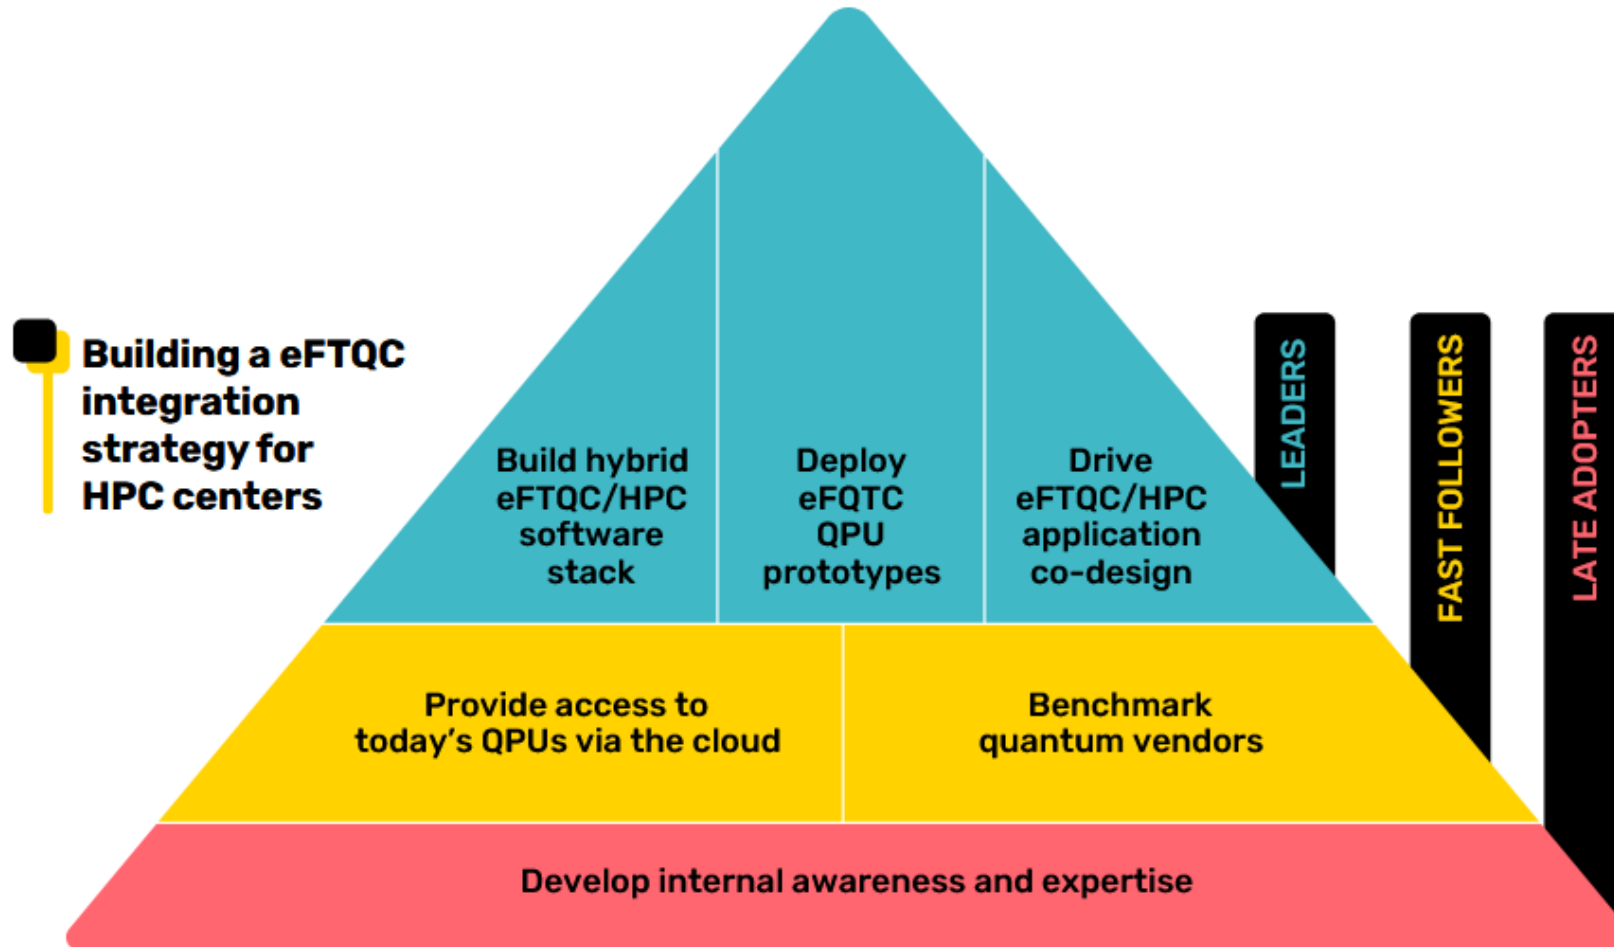 Building a eFTQC
integration
strategy for
HPC centers
Build hybrid
eFTQC/HPC
software
stack
Deploy
eFQTC
QPU
prototypes
Drive
eFTQC/HPC
application
co-design
Provide access to
today's QPUs via the cloud
Benchmark
quantum vendors
Develop internal awareness and expertise
LEADERS
FAST FOLLOWERS
LATE ADOPTERS